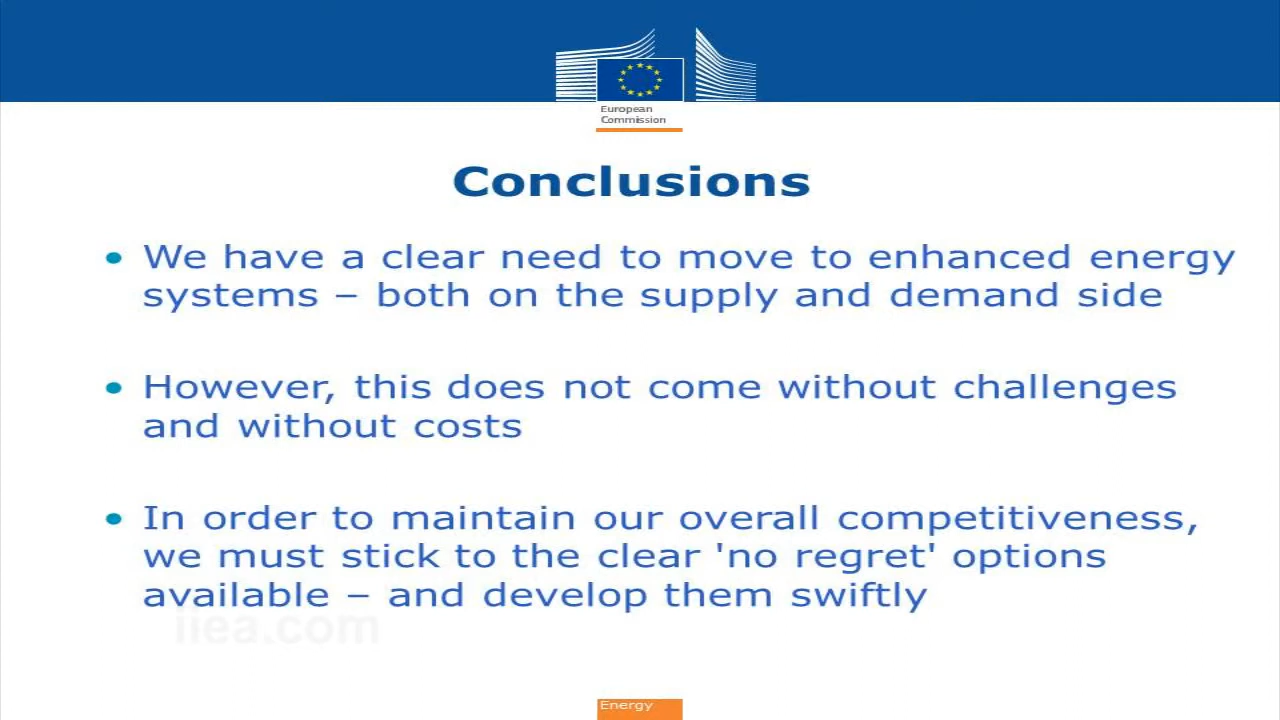 European
Commission
Conclusions
• We have a clear need to move to enhanced energy
systems – both on the supply and demand side
• However, this does not come without challenges
and without costs
• In order to maintain our overall competitiveness,
we must stick to the clear 'no regret' options
available – and develop them swiftly
iiea.com
Energy